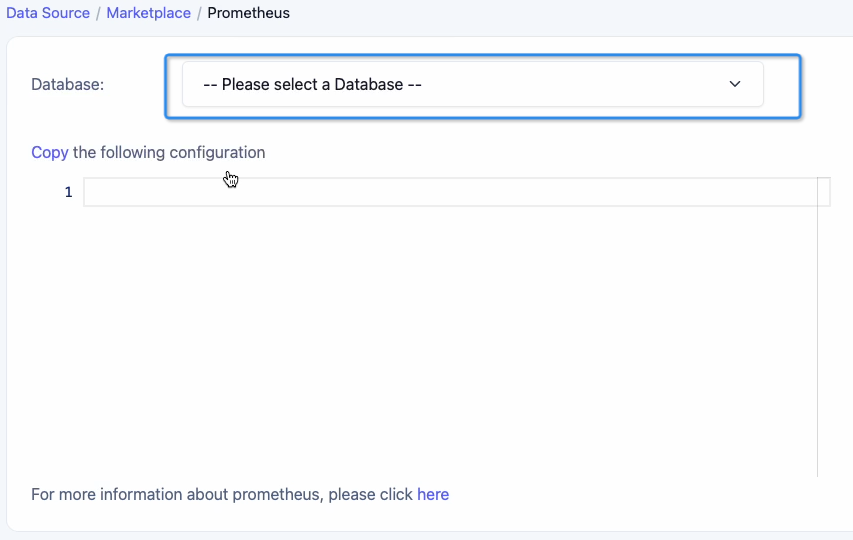 Data Source / Marketplace / Prometheus
Database: -- Please select a Database --
Copy the following configuration
1
For more information about prometheus, please click here